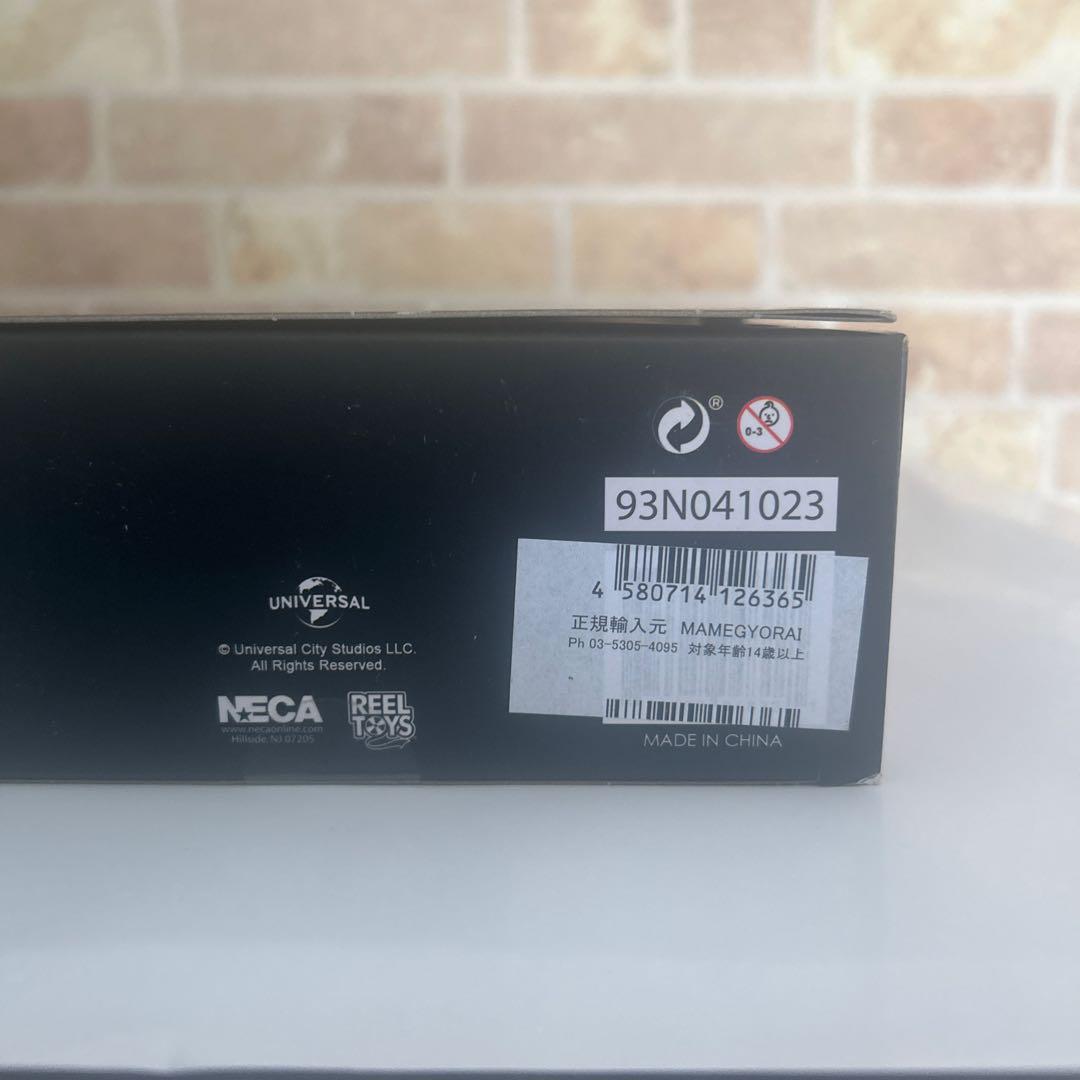 ®
0-3
93N041023
4 580714 126365
正規輸入元 MAMEGYORAI
Ph 03-5305-4095 対象年齢14歳以上
MADE IN CHINA
UNIVERSAL
© Universal City Studios LLC.
All Rights Reserved.
NECA
www.necaonline.com
Hillside, NJ 07205
REEL
TOYS